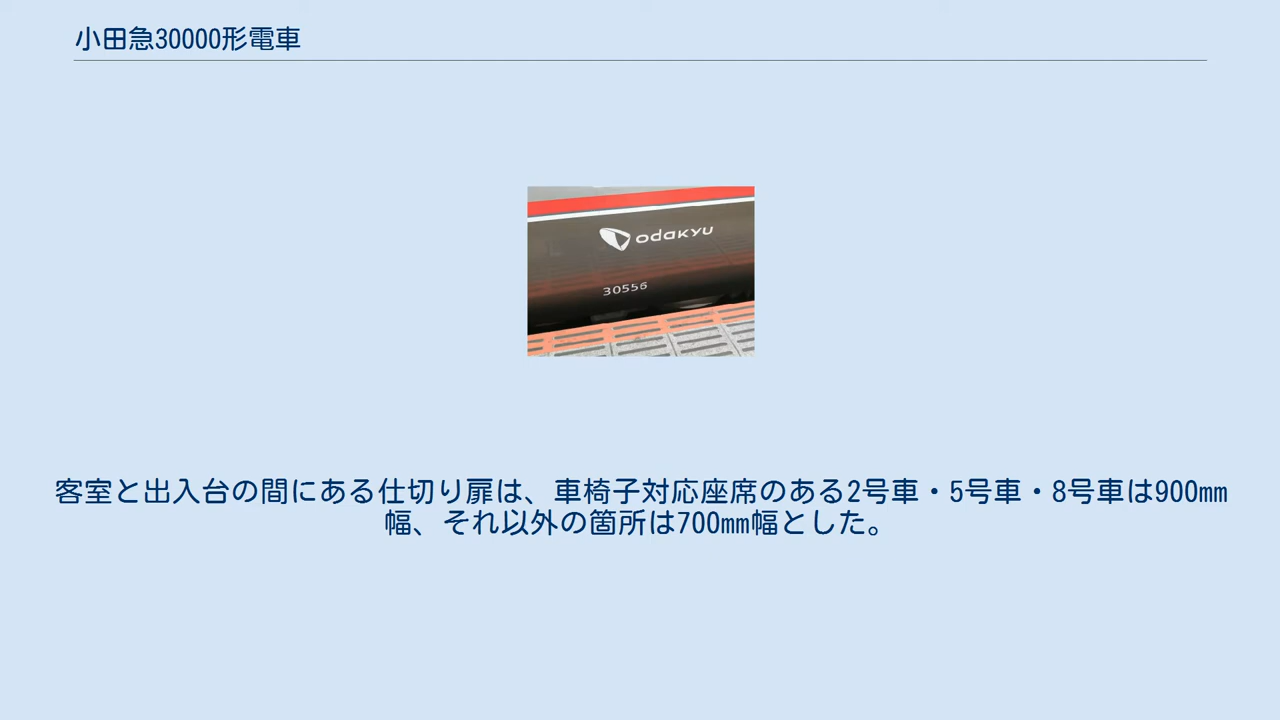 小田急30000形電車
odakyu
30556
客室と出入台の間にある仕切り扉は、車椅子対応座席のある2号車・5号車・8号車は900㎜
幅、それ以外の箇所は700㎜幅とした。